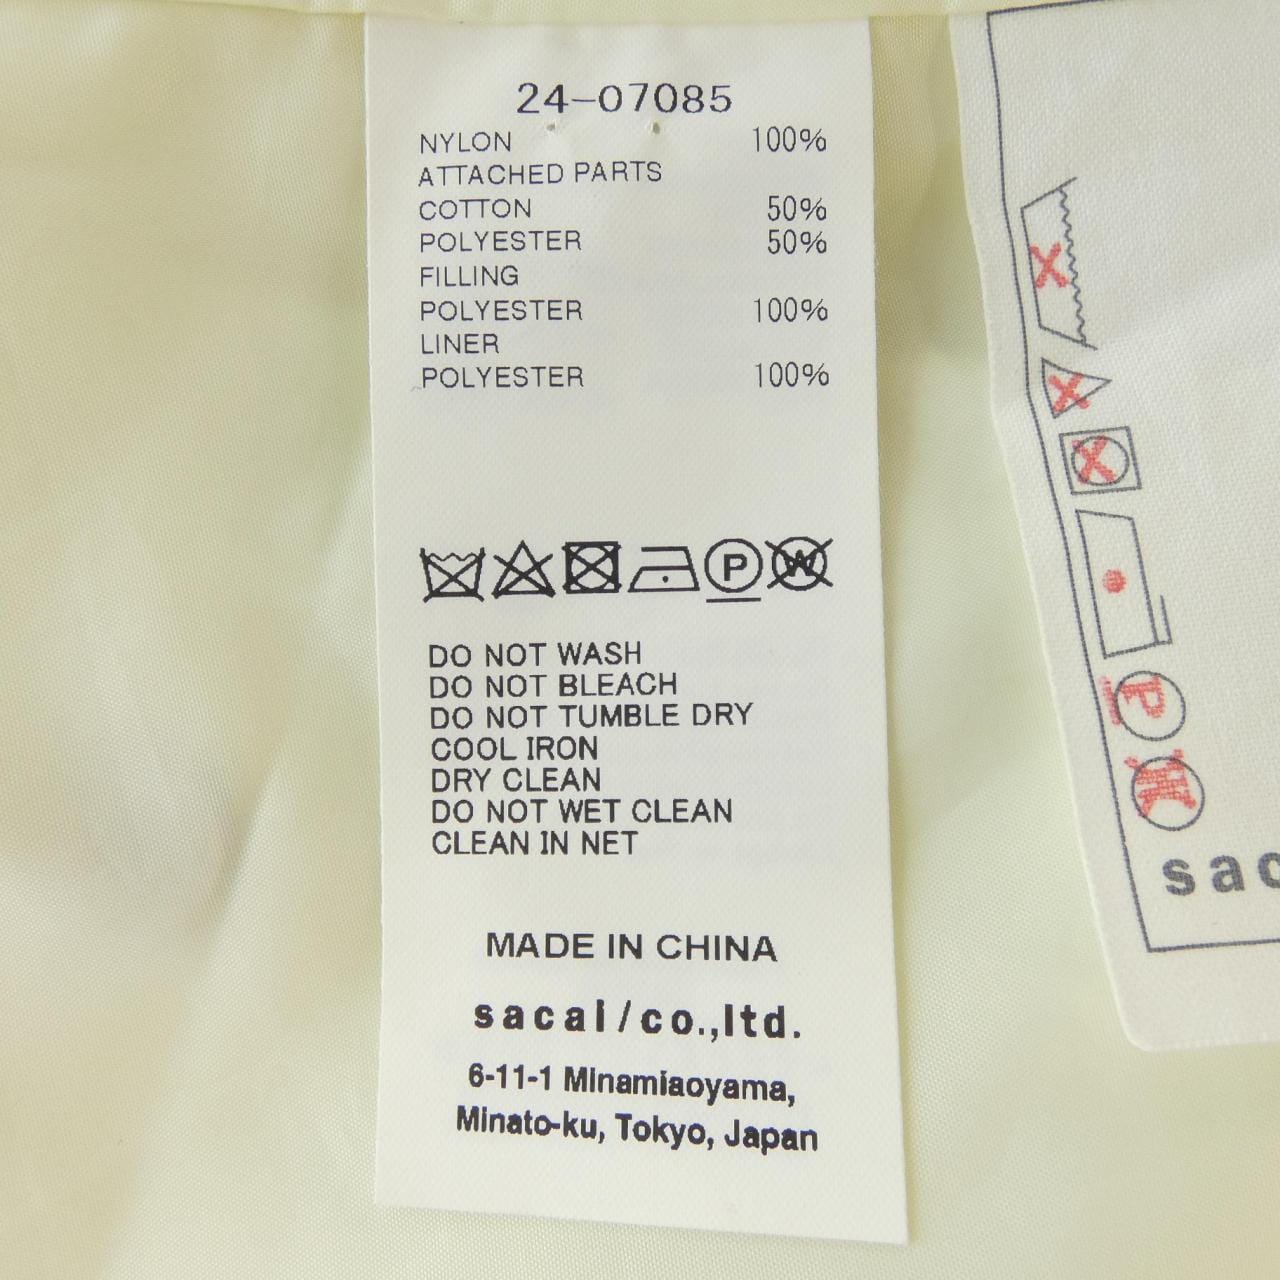 24-07085
NYLON 100%
ATTACHED PARTS
COTTON 50%
POLYESTER 50%
FILLING
POLYESTER 100%
LINER
POLYESTER 100%
P W
DO NOT WASH
DO NOT BLEACH
DO NOT TUMBLE DRY
COOL IRON
DRY CLEAN
DO NOT WET CLEAN
CLEAN IN NET
MADE IN CHINA
sacai/co.,ltd.
6-11-1 Minamiaoyama,
Minato-ku, Tokyo, Japan
P
sac